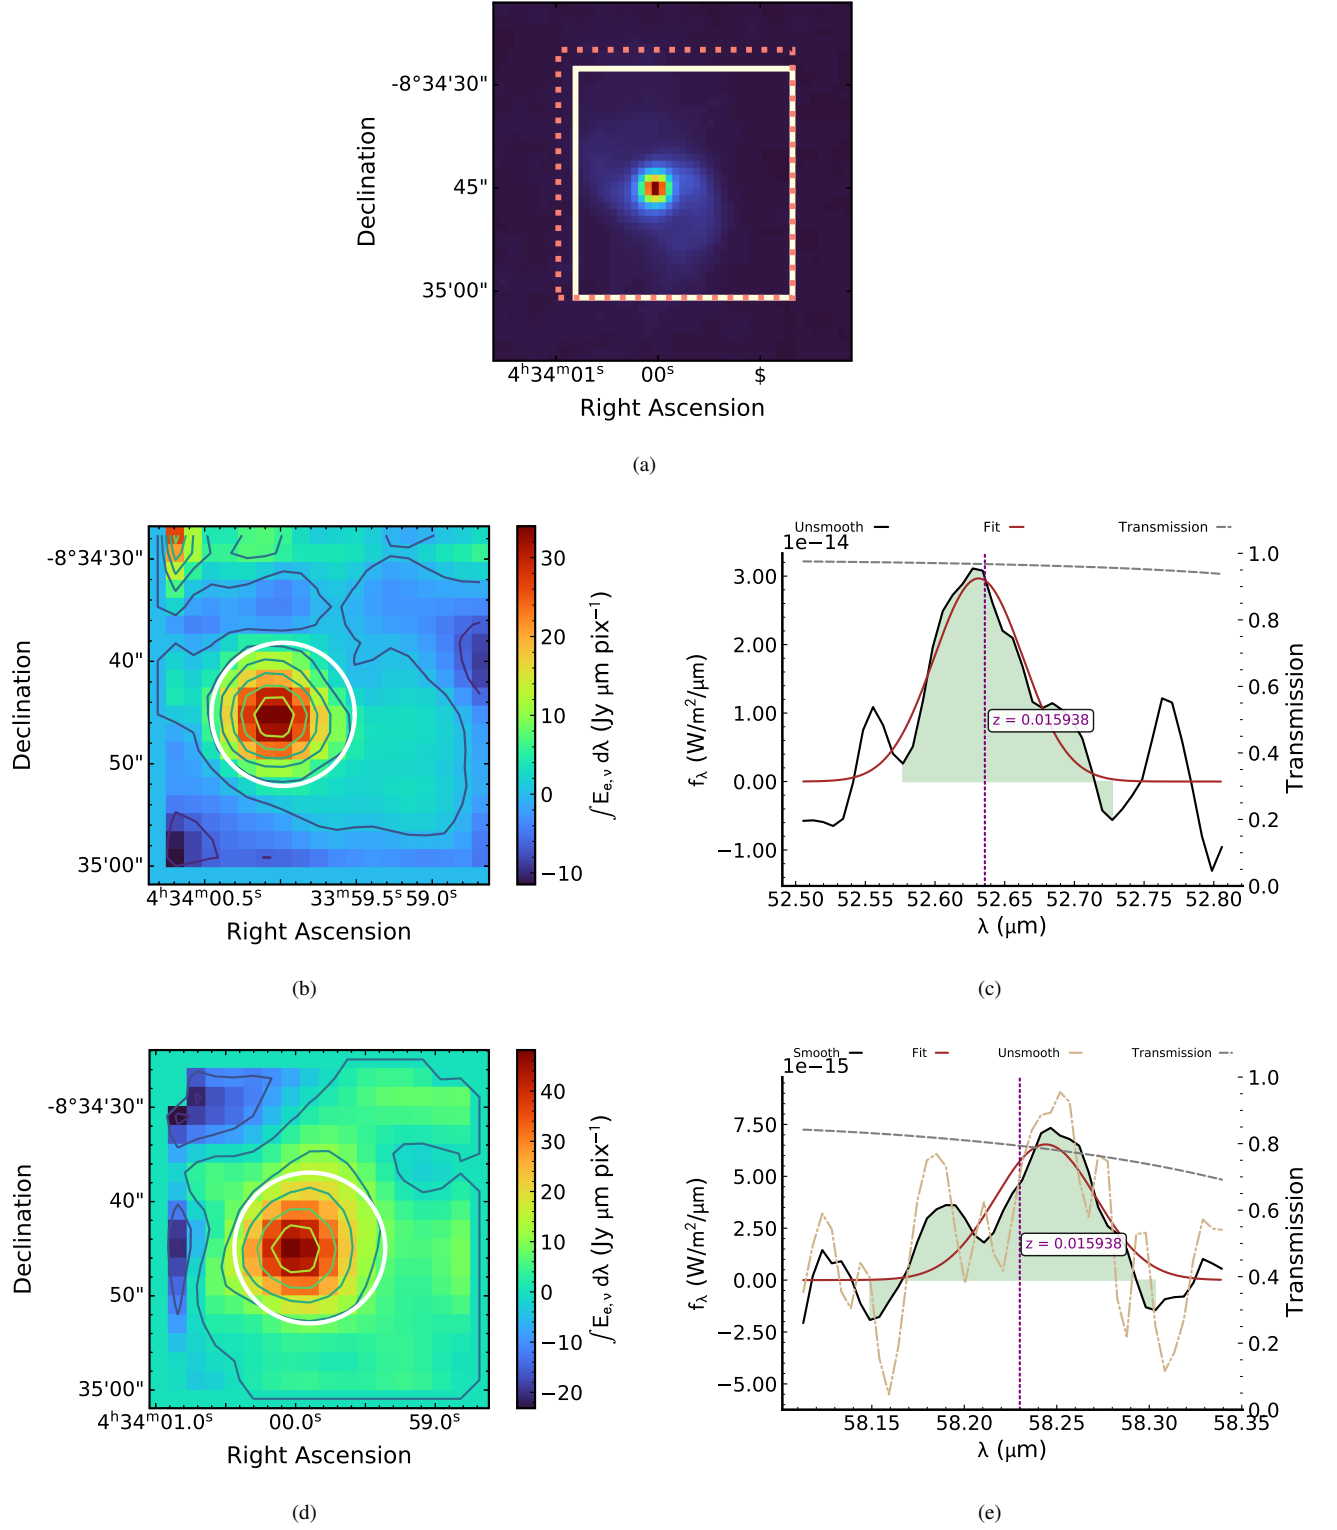 -8°34'30"
45"
35'00"
Declination
4ʰ34ᵐ01ˢ 00ˢ $
Right Ascension
(a)
-8°34'30"
40"
50"
35'00"
Declination
4ʰ34ᵐ00.5ˢ 33ᵐ59.5ˢ 59.0ˢ
Right Ascension
30
20
10
0
−10
∫E_{e,ν} dλ (Jy μm pix⁻¹)
(b)
Unsmooth Fit Transmission
1e−14
3.00
2.00
1.00
0.00
−1.00
f_λ (W/m²/μm)
z = 0.015938
1.0
0.8
0.6
0.4
0.2
0.0
Transmission
52.50 52.55 52.60 52.65 52.70 52.75 52.80
λ (μm)
(c)
-8°34'30"
40"
50"
35'00"
Declination
4ʰ34ᵐ01.0ˢ 00.0ˢ 59.0ˢ
Right Ascension
40
30
20
10
0
−10
−20
∫E_{e,ν} dλ (Jy μm pix⁻¹)
(d)
Smooth Fit Unsmooth Transmission
1e−15
7.50
5.00
2.50
0.00
−2.50
−5.00
f_λ (W/m²/μm)
z = 0.015938
1.0
0.8
0.6
0.4
0.2
0.0
Transmission
58.15 58.20 58.25 58.30 58.35
λ (μm)
(e)